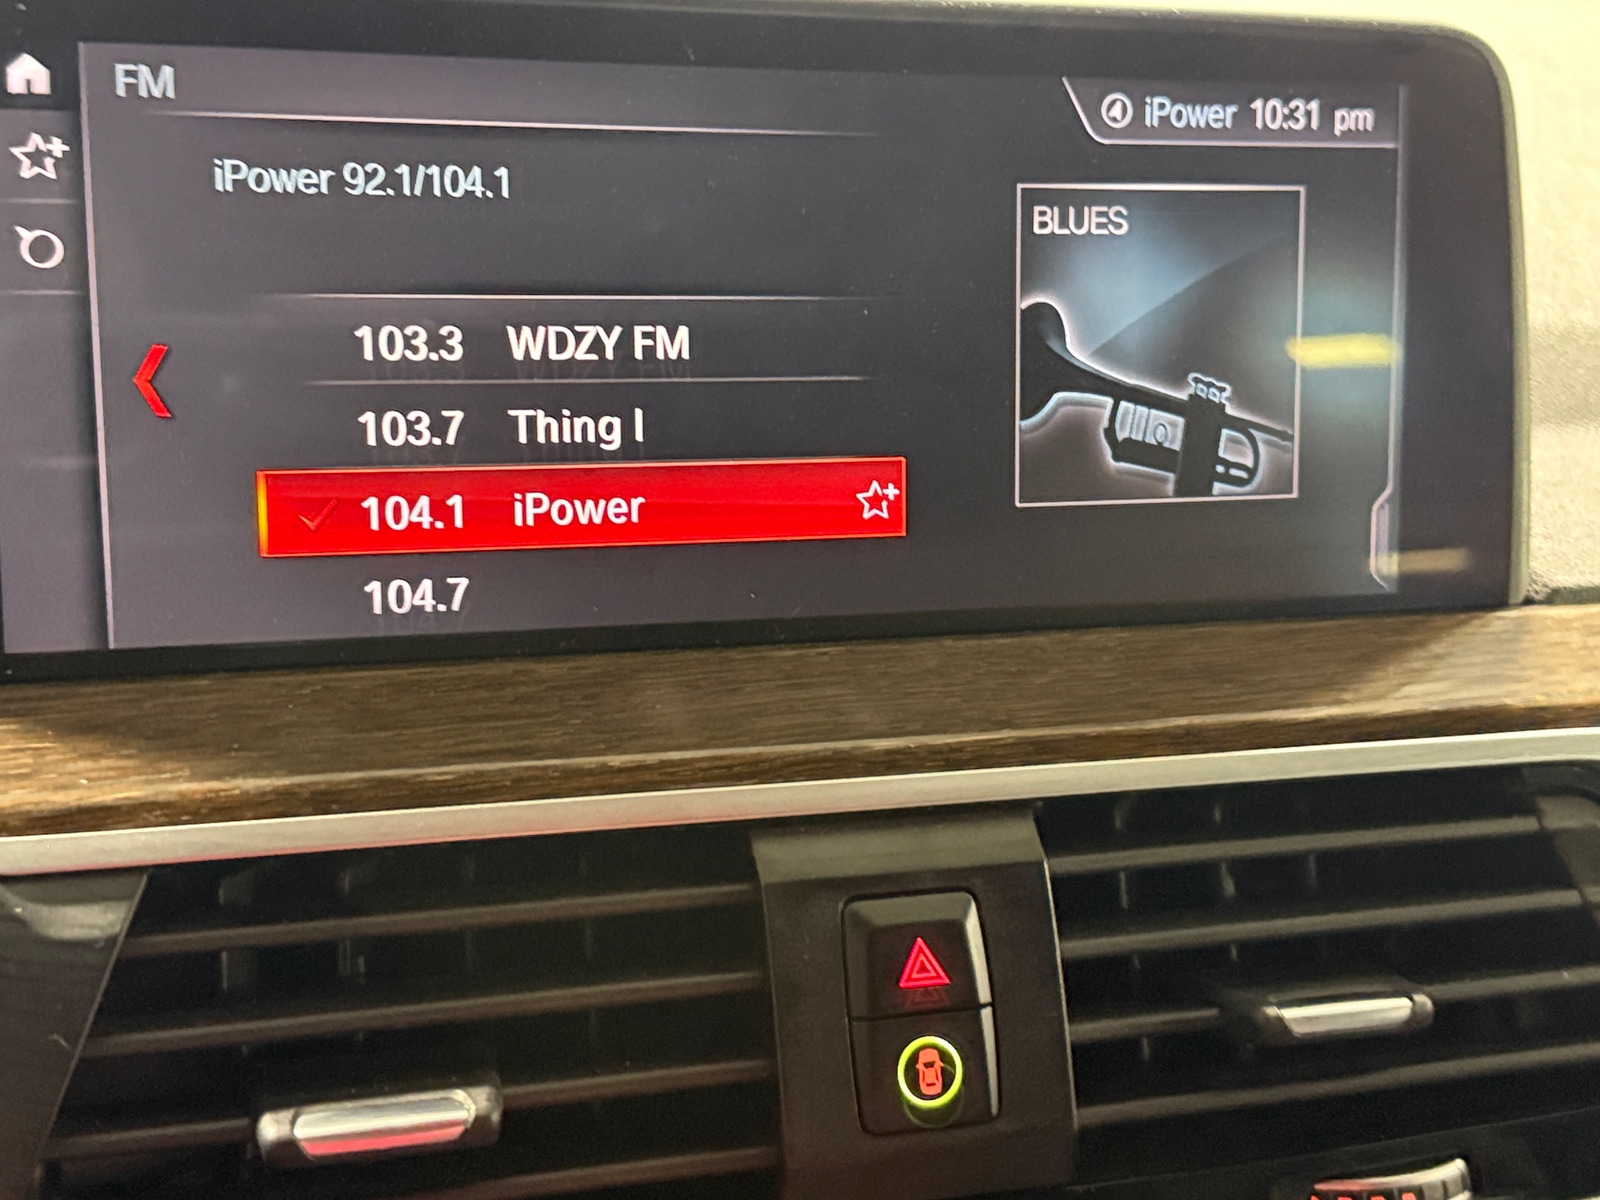 FM
iPower 10:31 pm
iPower 92.1/104.1
BLUES
103.3 WDZY FM
103.7 Thing l
104.1 iPower
104.7